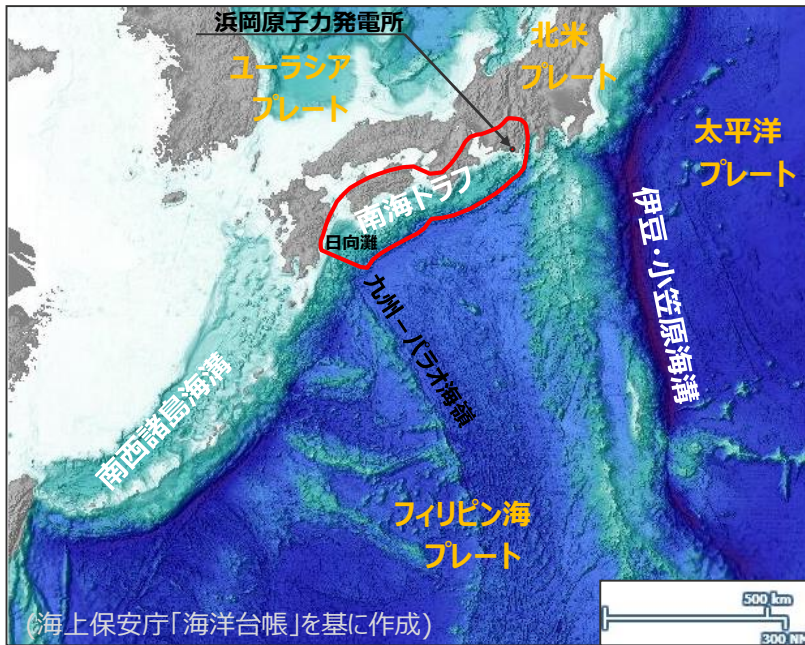 浜岡原子力発電所
北米
プレート
ユーラシア
プレート
太平洋
プレート
南海トラフ
日向灘
伊豆・小笠原海溝
九州－パラオ海嶺
南西諸島海溝
フィリピン海
プレート
(海上保安庁「海洋台帳」を基に作成)
500 km
300 NM